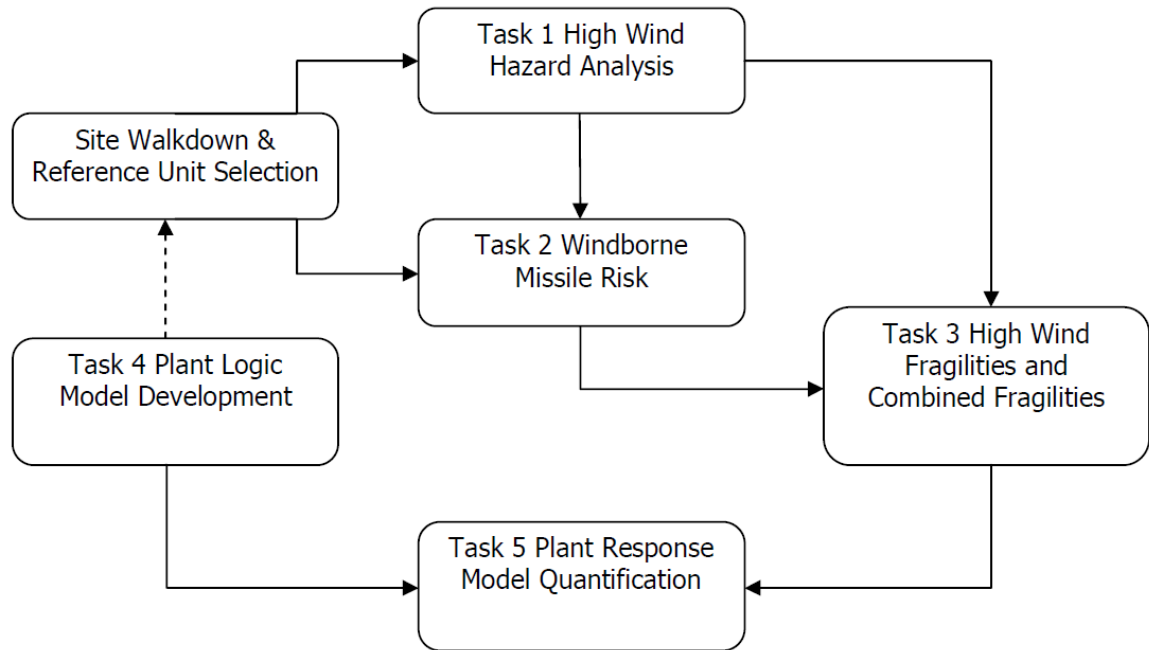 Task 1 High Wind
Hazard Analysis
Site Walkdown &
Reference Unit Selection
Task 2 Windborne
Missile Risk
Task 3 High Wind
Fragilities and
Combined Fragilities
Task 4 Plant Logic
Model Development
Task 5 Plant Response
Model Quantification